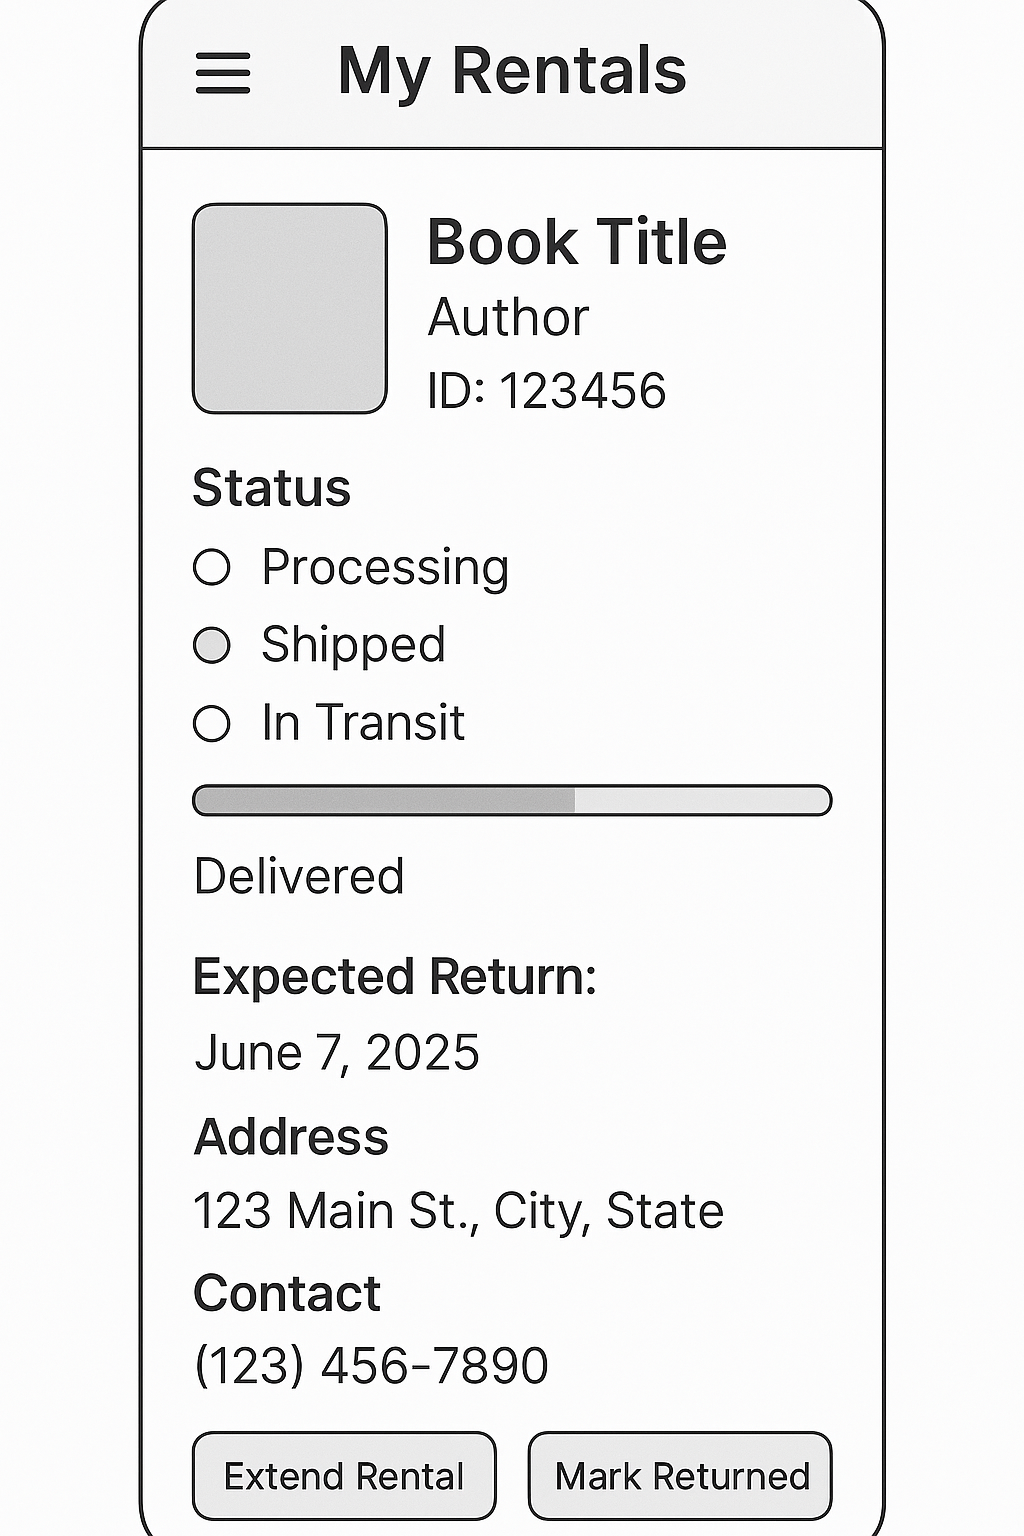 My Rentals
Book Title
Author
ID: 123456
Status
Processing
Shipped
In Transit
Delivered
Expected Return:
June 7, 2025
Address
123 Main St., City, State
Contact
(123) 456-7890
Extend Rental
Mark Returned